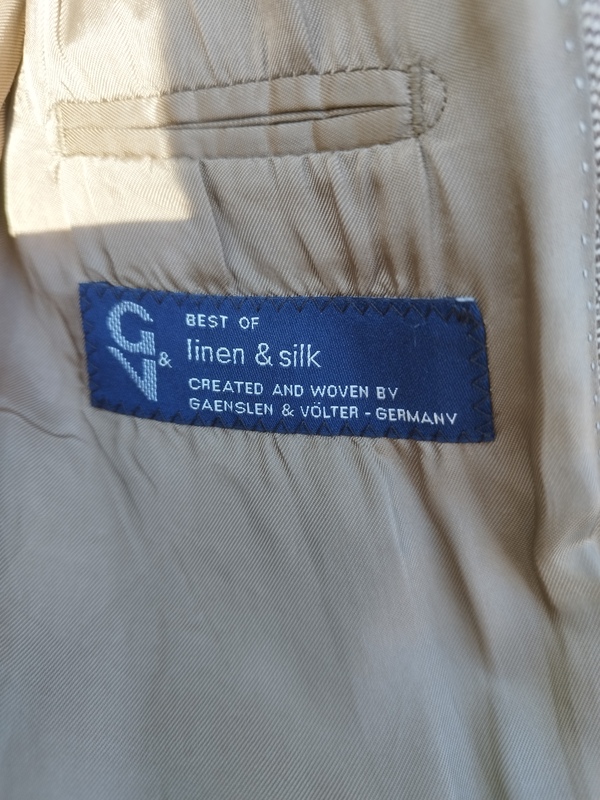 G & V
BEST OF
linen & silk
CREATED AND WOVEN BY
GAENSLEN & VÖLTER - GERMANY